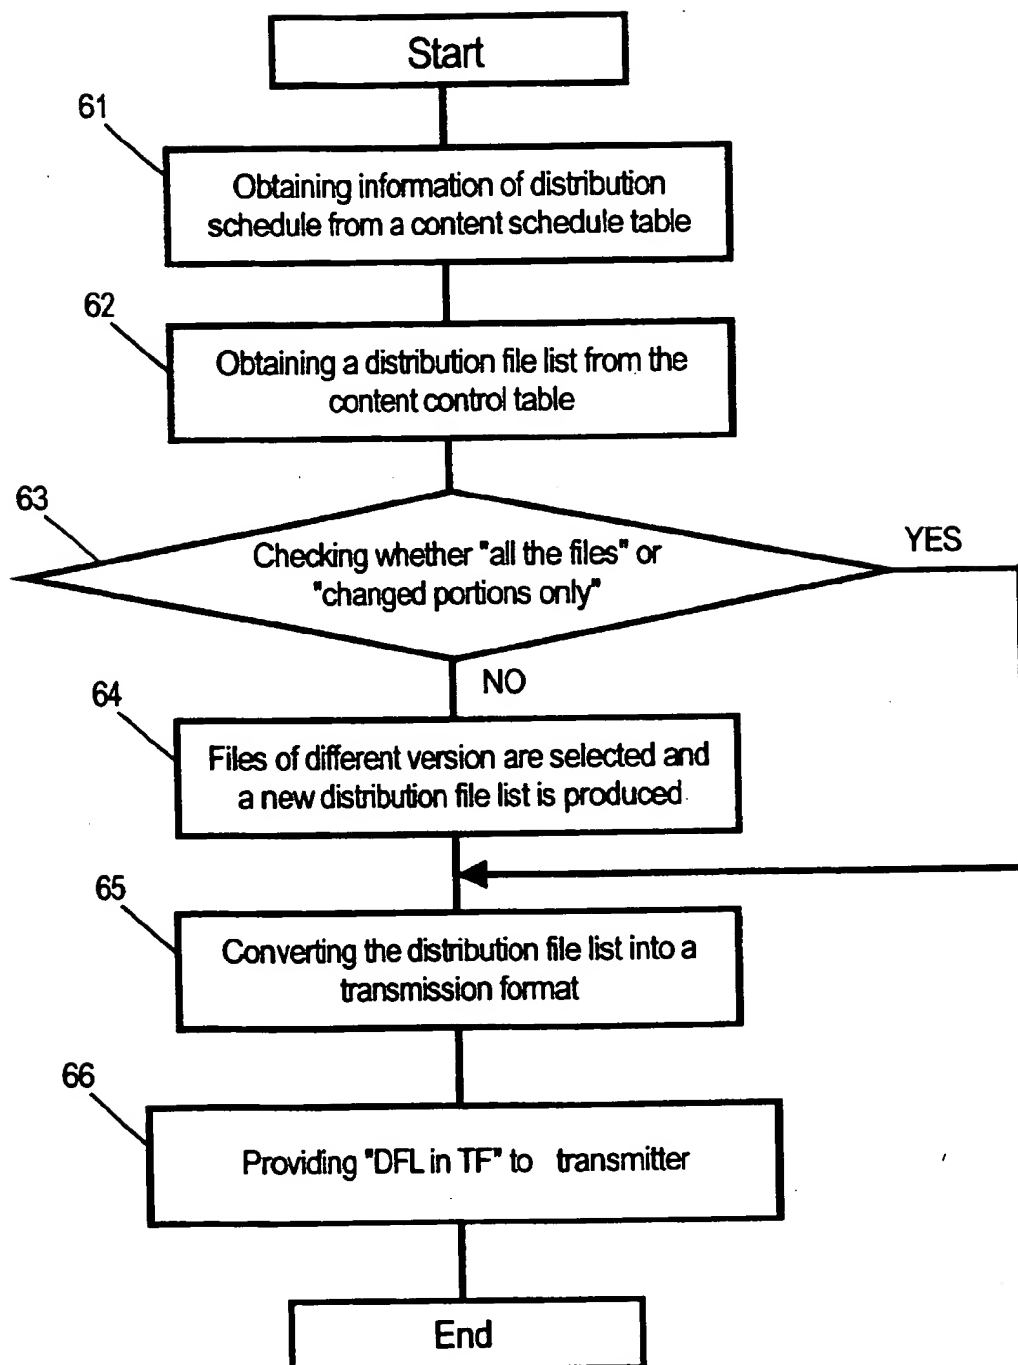 Start
61
Obtaining information of distribution
schedule from a content schedule table
62
Obtaining a distribution file list from the
content control table
63
Checking whether "all the files" or
"changed portions only"
YES
NO
64
Files of different version are selected and
a new distribution file list is produced
65
Converting the distribution file list into a
transmission format
66
Providing "DFL in TF" to transmitter
End